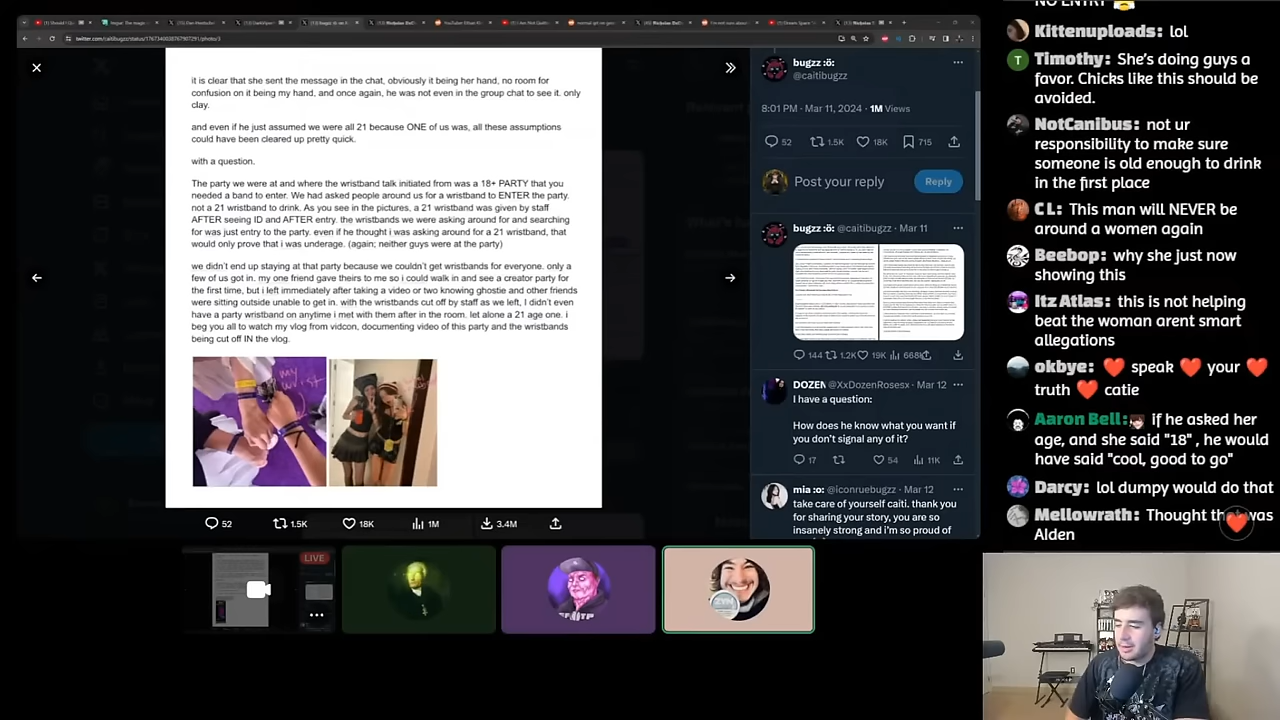 twitter.com/caitibugzz/status/1767340038767907291/photo/3
it is clear that she sent the message in the chat, obviously it being her hand, no room for
confusion on it being my hand, and once again, he was not even in the group chat to see it. only
clay.
and even if he just assumed we were all 21 because ONE of us was, all these assumptions
could have been cleared up pretty quick.
with a question.
The party we were at and where the wristband talk initiated from was a 18+ PARTY that you
needed a band to enter. We had asked people around us for a wristband to ENTER the party.
not a 21 wristband to drink. As you see in the pictures, a 21 wristband was given by staff
AFTER seeing ID and AFTER entry. the wristbands we were asking around for and searching
for was just entry to the party. even if he thought i was asking around for a 21 wristband, that
would only prove that i was underage. (again; neither guys were at the party)
we didn't end up staying at that party because we couldn't get wristbands for everyone. only a
few of us got in. my one friend gave theirs to me so i could walk in and see a creator party for
the first time, but i left immediately after taking a video or two knowing ghostie and other friends
were sitting outside unable to get in. with the wristbands cut off by staff as we left, I didn't even
have a party wristband on anytime i met with them after in the room. let alone a 21 age one. i
beg you all to watch my vlog from vidcon, documenting video of this party and the wristbands
being cut off IN the vlog.
my
wrist
52
1.5K
18K
1M
3.4M
bugzz :ö:
@caitibugzz
8:01 PM · Mar 11, 2024 · 1M Views
52
1.5K
18K
715
Post your reply
Reply
bugzz :ö: @caitibugzz · Mar 11
144
1.2K
19K
668K
DOZEN @XxDozenRosesx · Mar 12
I have a question:
How does he know what you want if
you don't signal any of it?
17
54
11K
mia :o: @iconruebugzz · Mar 12
take care of yourself caiti. thank you
for sharing your story, you are so
insanely strong and i'm so proud of
LIVE
ZYN
NO ENTRY
Kittenuploads: lol
T
Timothy: She's doing guys a
favor. Chicks like this should be
avoided.
NotCanibus: not ur
responsibility to make sure
someone is old enough to drink
in the first place
C L: This man will NEVER be
around a women again
Beebop: why she just now
showing this
ItzAttic: this is not helping
beat the woman arent smart
allegations
okbye: ❤️ speak ❤️ your ❤️
truth ❤️ catie
Aaron Bell: if he asked her
age, and she said "18" , he would
have said "cool, good to go"
Darcy: lol dumpy would do that
Mellowrath: Thought was
Alden